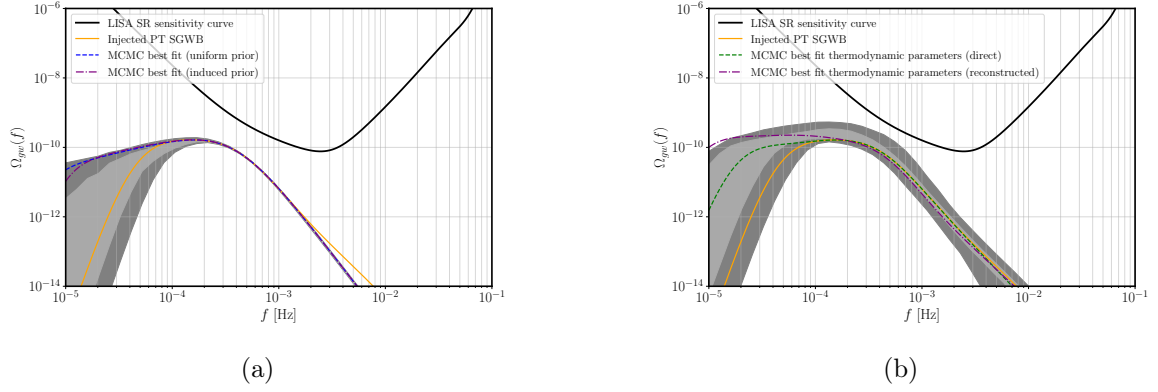 LISA SR sensitivity curve
Injected PT SGWB
MCMC best fit (uniform prior)
MCMC best fit (induced prior)
10^{-6}
10^{-8}
10^{-10}
10^{-12}
10^{-14}
Ω_{gw}(f)
10^{-5} 10^{-4} 10^{-3} 10^{-2} 10^{-1}
f [Hz]
(a)
LISA SR sensitivity curve
Injected PT SGWB
MCMC best fit thermodynamic parameters (direct)
MCMC best fit thermodynamic parameters (reconstructed)
10^{-6}
10^{-8}
10^{-10}
10^{-12}
10^{-14}
Ω_{gw}(f)
10^{-5} 10^{-4} 10^{-3} 10^{-2} 10^{-1}
f [Hz]
(b)